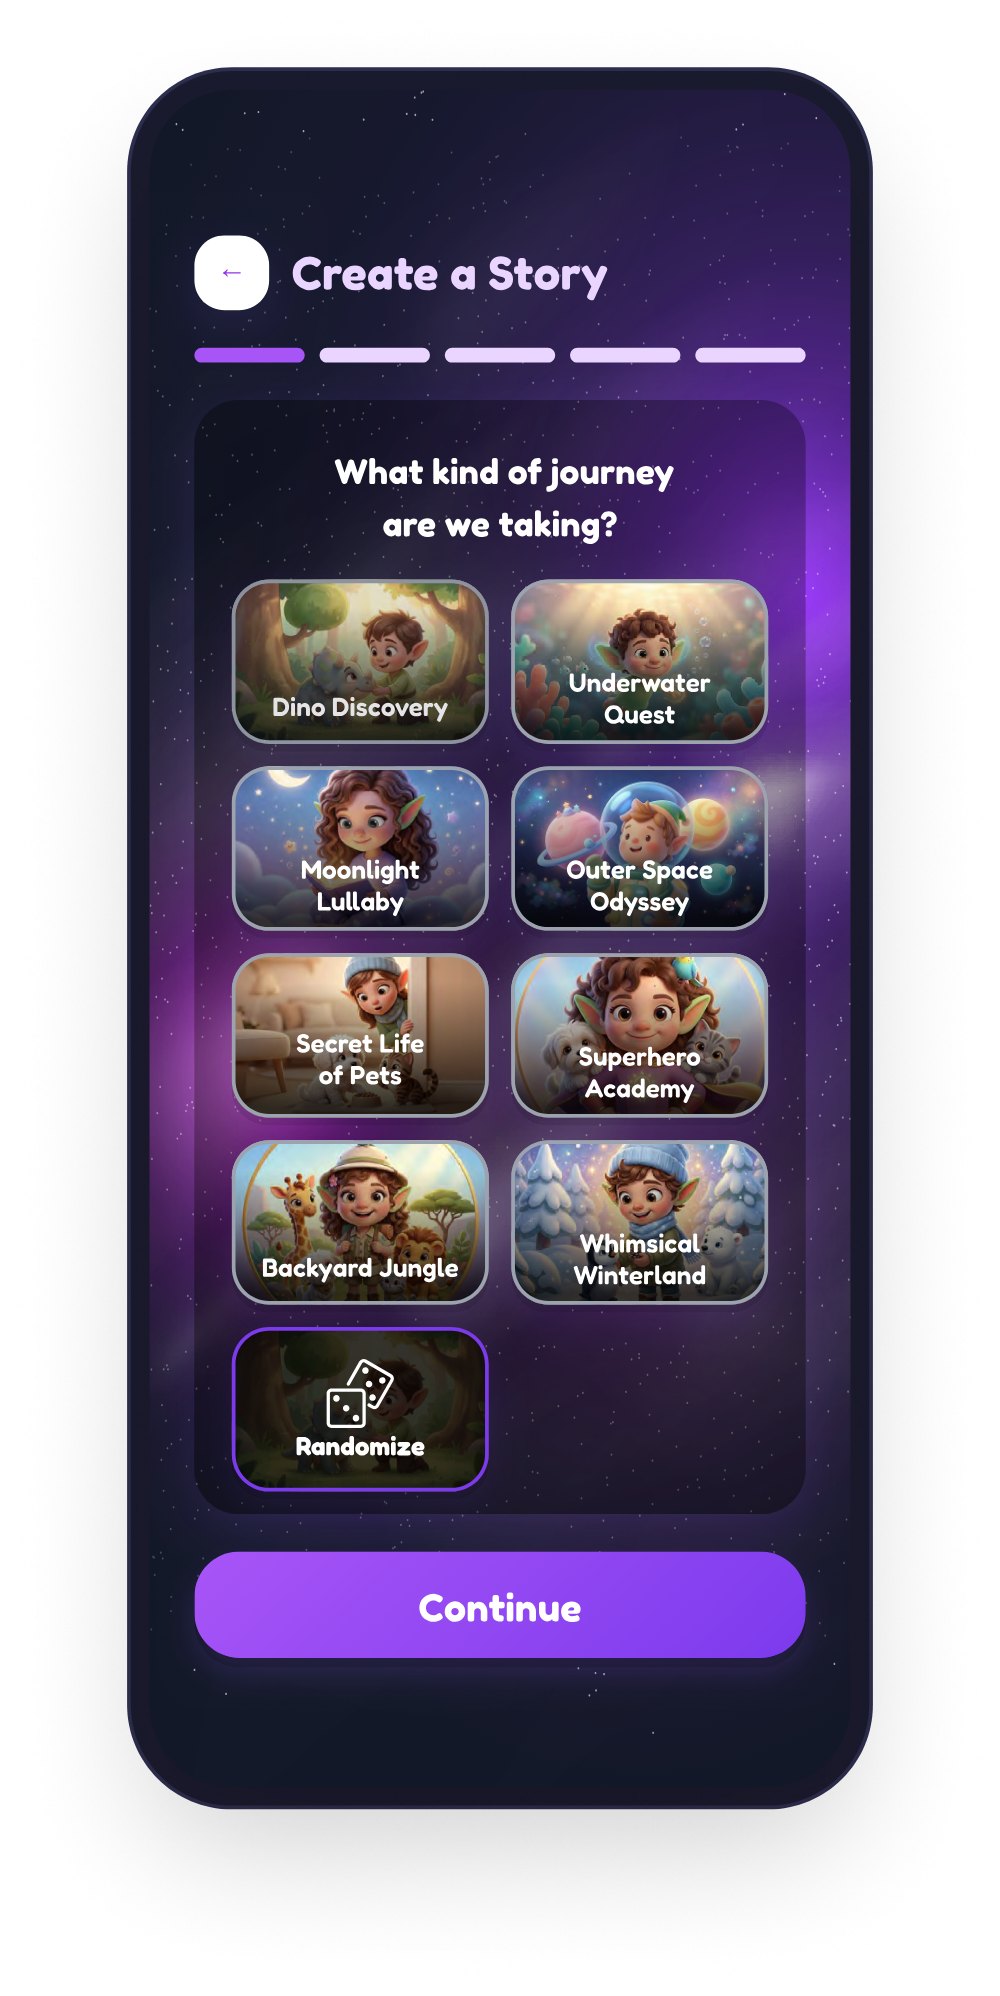 ← Create a Story
What kind of journey
are we taking?
Dino Discovery
Underwater
Quest
Moonlight
Lullaby
Outer Space
Odyssey
Secret Life
of Pets
Superhero
Academy
Backyard Jungle
Whimsical
Winterland
Randomize
Continue